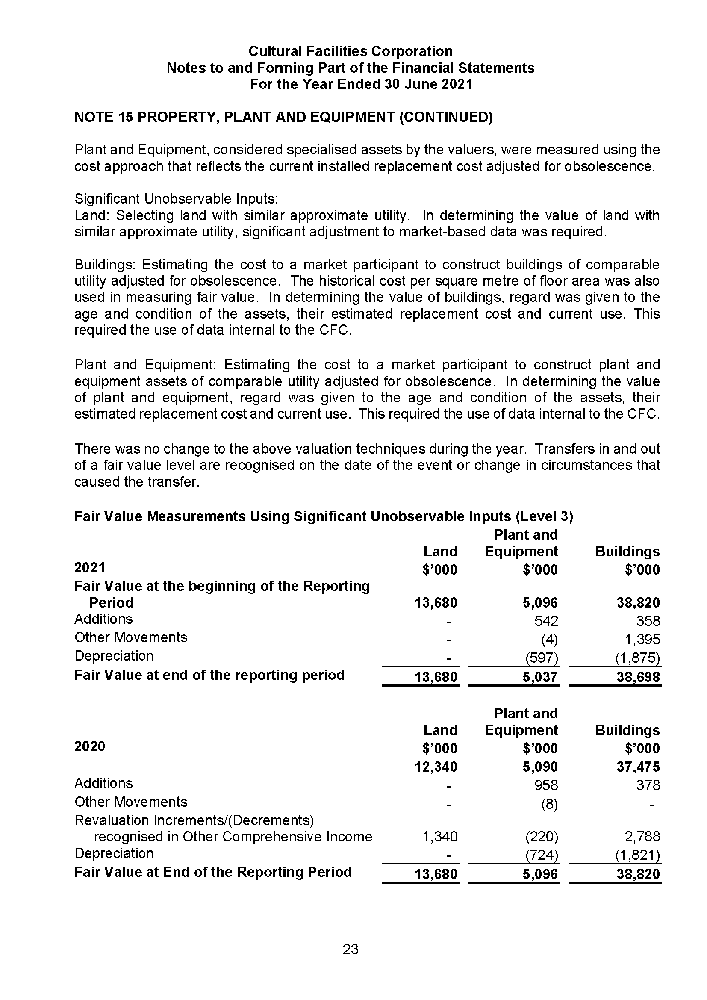 Cultural Facilities Corporation
Notes to and Forming Part of the Financial Statements
For the Year Ended 30 June 2021
NOTE 15 PROPERTY, PLANT AND EQUIPMENT (CONTINUED)
Plant and Equipment, considered specialised assets by the valuers, were measured using the
cost approach that reflects the current installed replacement cost adjusted for obsolescence.
Significant Unobservable Inputs:
Land: Selecting land with similar approximate utility. In determining the value of land with
similar approximate utility, significant adjustment to market-based data was required.
Buildings: Estimating the cost to a market participant to construct buildings of comparable
utility adjusted for obsolescence. The historical cost per square metre of floor area was also
used in measuring fair value. In determining the value of buildings, regard was given to the
age and condition of the assets, their estimated replacement cost and current use. This
required the use of data internal to the CFC.
Plant and Equipment: Estimating the cost to a market participant to construct plant and
equipment assets of comparable utility adjusted for obsolescence. In determining the value
of plant and equipment, regard was given to the age and condition of the assets, their
estimated replacement cost and current use. This required the use of data internal to the CFC.
There was no change to the above valuation techniques during the year. Transfers in and out
of a fair value level are recognised on the date of the event or change in circumstances that
caused the transfer.
Fair Value Measurements Using Significant Unobservable Inputs (Level 3)
Plant and
Land Equipment Buildings
2021 $’000 $’000 $’000
Fair Value at the beginning of the Reporting
Period 13,680 5,096 38,820
Additions - 542 358
Other Movements - (4) 1,395
Depreciation - (597) (1,875)
Fair Value at end of the reporting period 13,680 5,037 38,698
Plant and
Land Equipment Buildings
2020 $’000 $’000 $’000
12,340 5,090 37,475
Additions - 958 378
Other Movements - (8) -
Revaluation Increments/(Decrements)
recognised in Other Comprehensive Income 1,340 (220) 2,788
Depreciation - (724) (1,821)
Fair Value at End of the Reporting Period 13,680 5,096 38,820
23